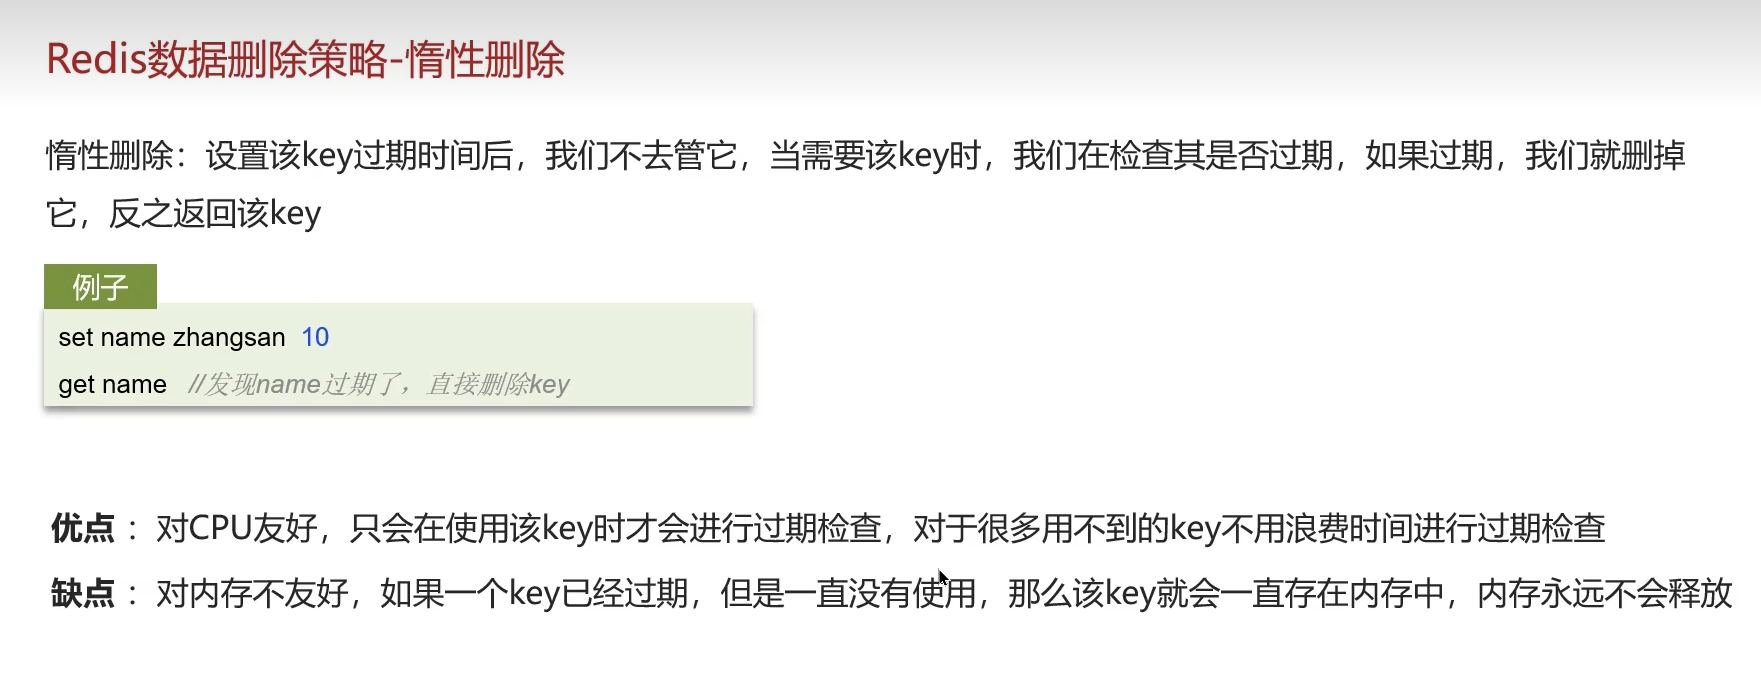 Redis数据删除策略-惰性删除
惰性删除：设置该key过期时间后，我们不去管它，当需要该key时，我们在检查其是否过期，如果过期，我们就删掉
它，反之返回该key
例子
set name zhangsan 10
get name //发现name过期了，直接删除key
优点 ：对CPU友好，只会在使用该key时才会进行过期检查，对于很多用不到的key不用浪费时间进行过期检查
缺点 ：对内存不友好，如果一个key已经过期，但是一直没有使用，那么该key就会一直存在内存中，内存永远不会释放